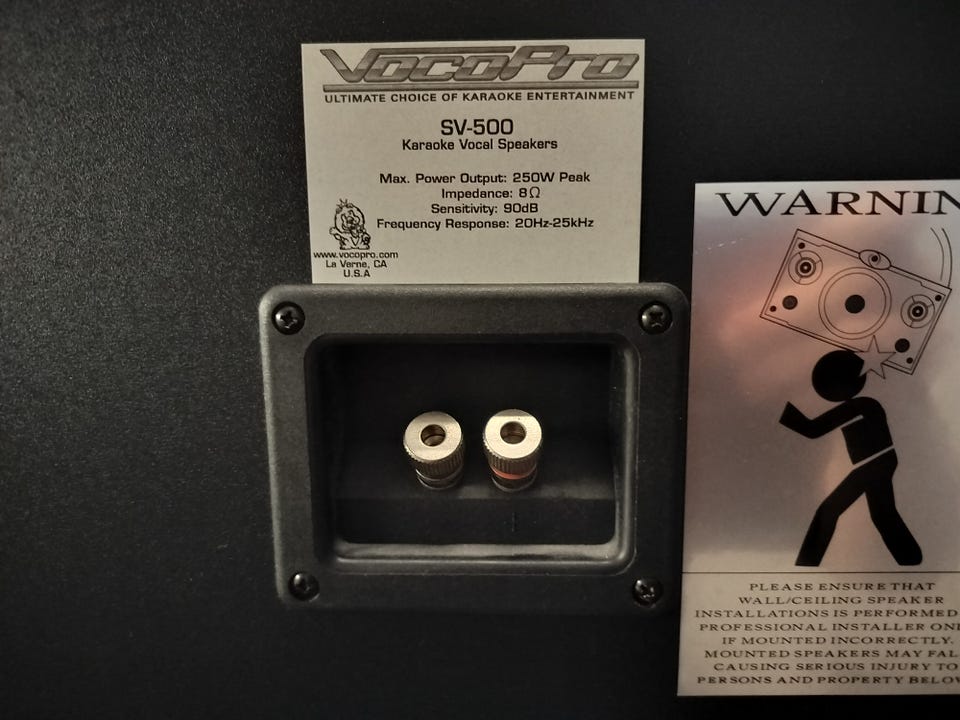 VocoPro
ULTIMATE CHOICE OF KARAOKE ENTERTAINMENT
SV-500
Karaoke Vocal Speakers
Max. Power Output: 250W Peak
Impedance: 8Ω
Sensitivity: 90dB
Frequency Response: 20Hz-25kHz
www.vocopro.com
La Verne, CA
U.S.A
WARNIN
PLEASE ENSURE THAT
WALL/CEILING SPEAKER
INSTALLATIONS IS PERFORMED
PROFESSIONAL INSTALLER ONL
IF MOUNTED INCORRECTLY.
MOUNTED SPEAKERS MAY FAL
CAUSING SERIOUS INJURY TO
PERSONS AND PROPERTY BELOW